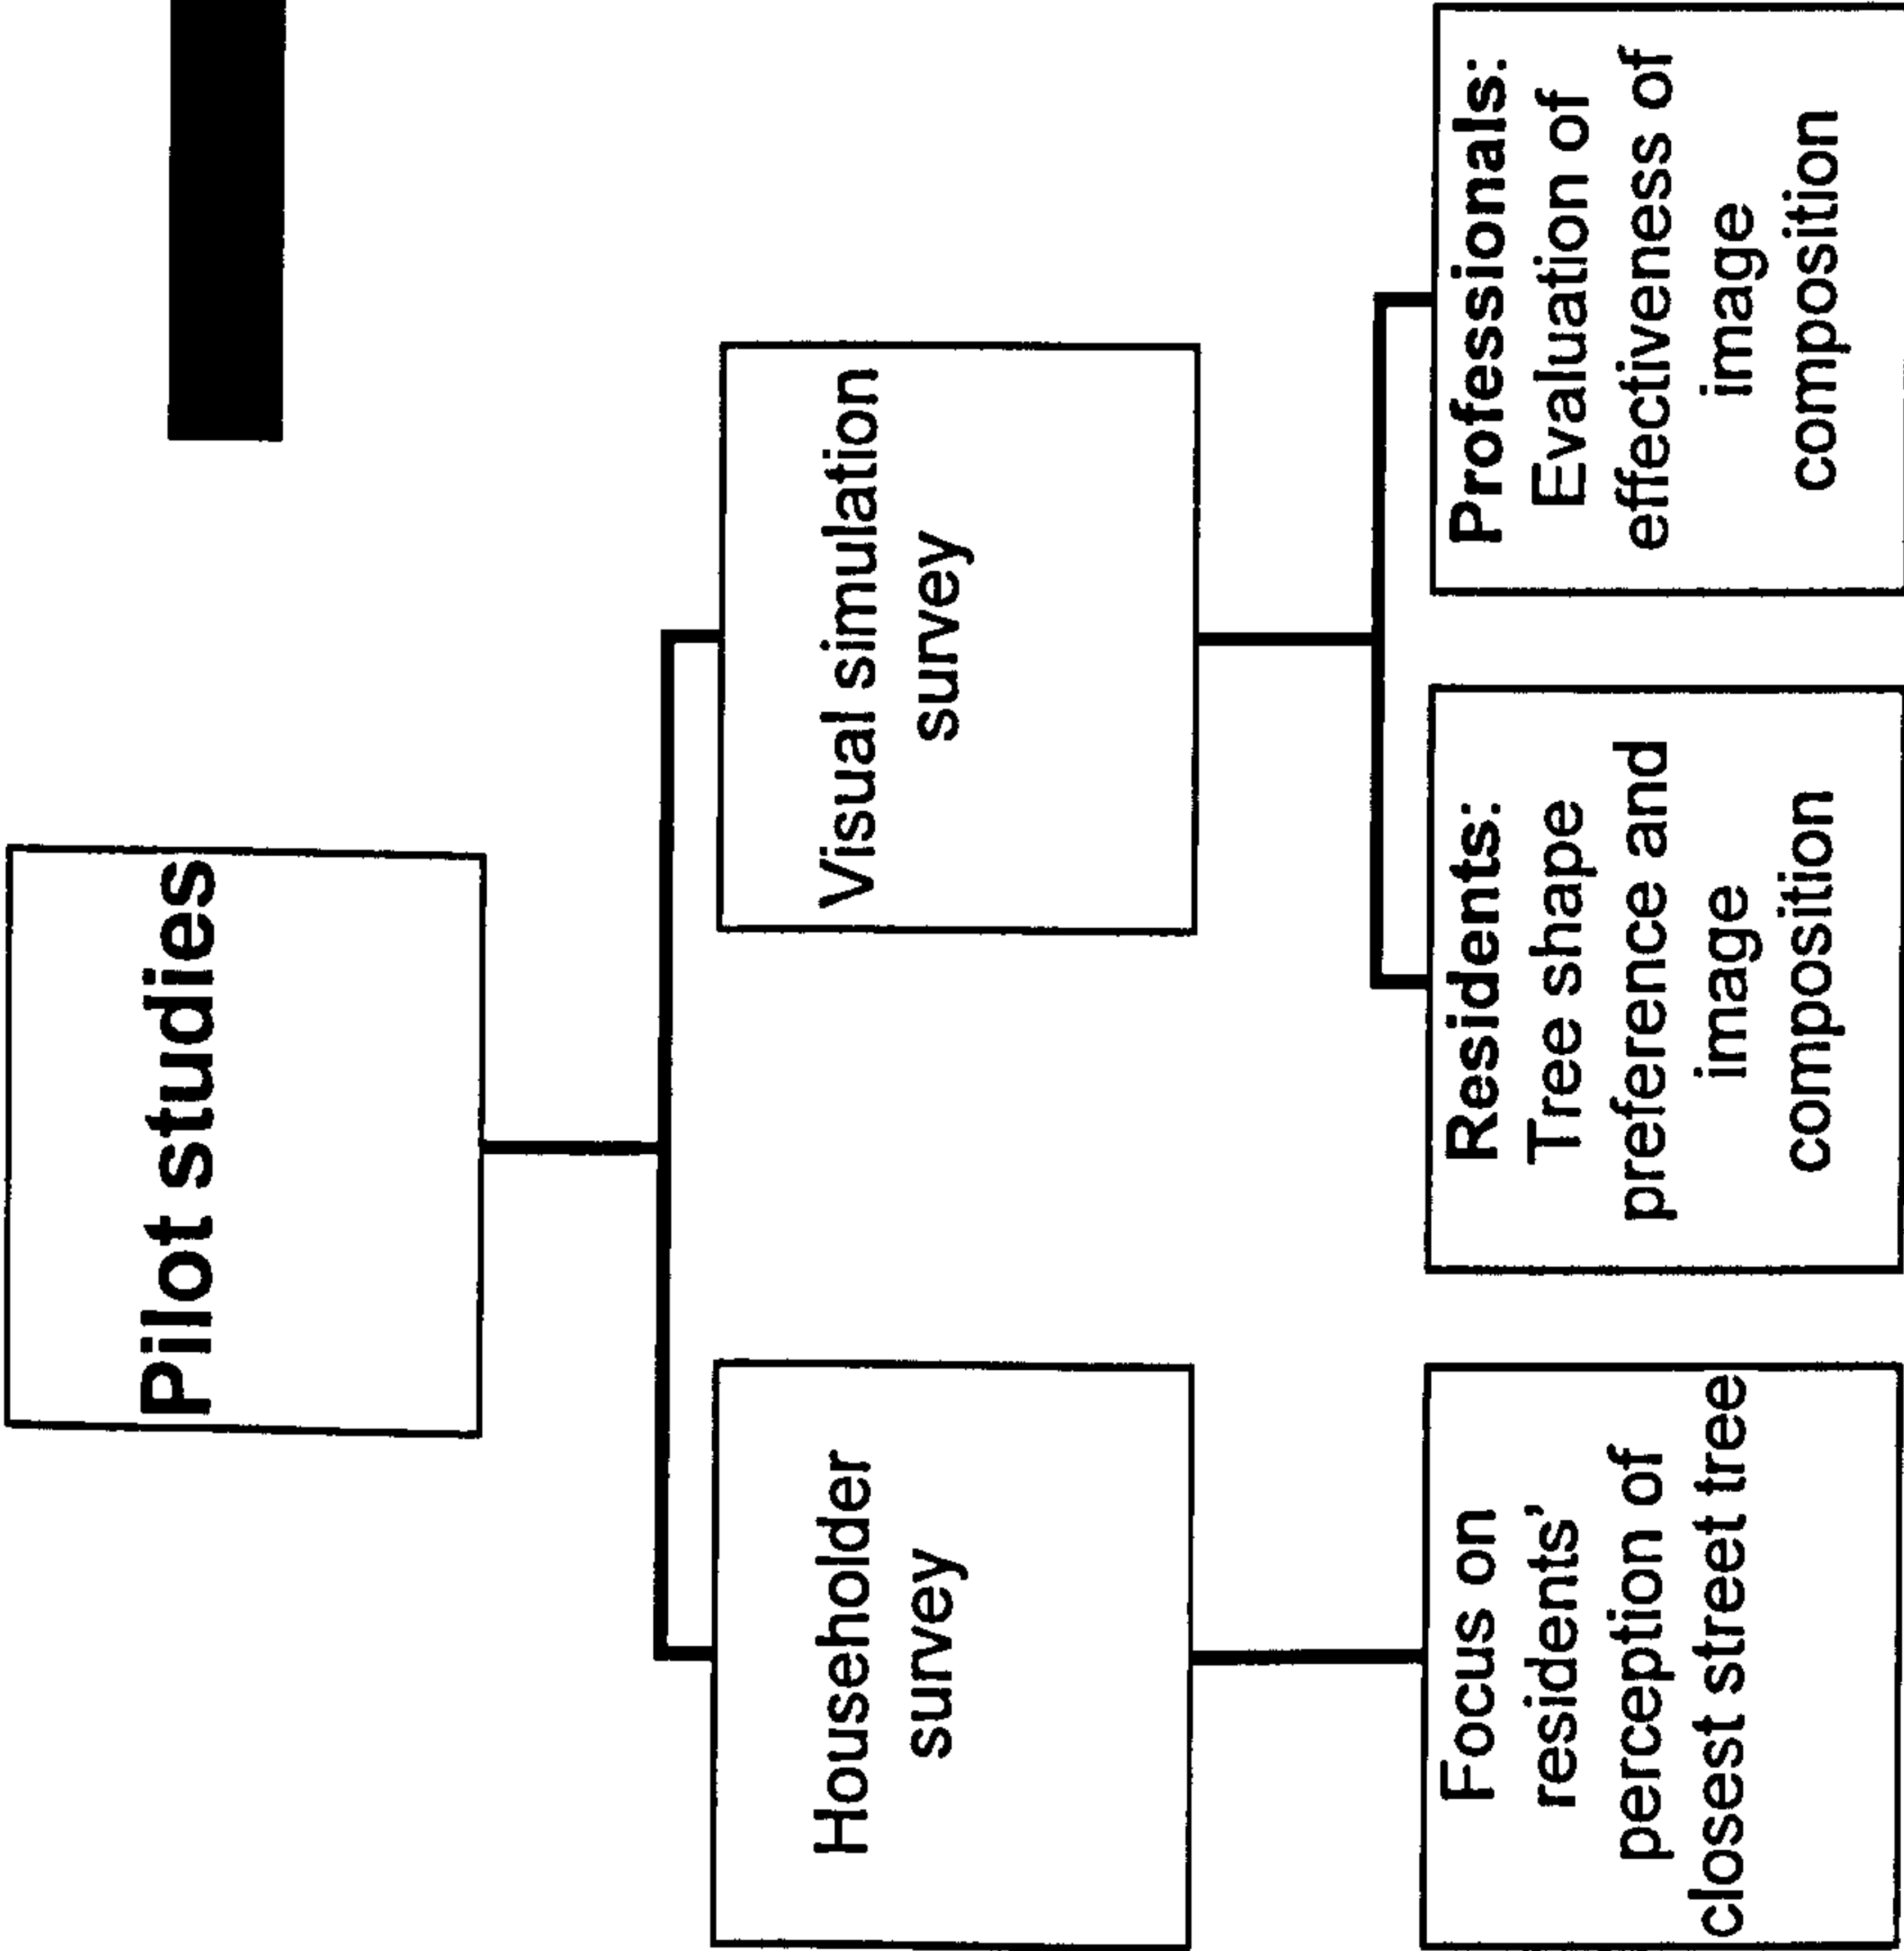 Pilot studies
Householder
survey
Visual simulation
survey
Focus on
residents’
perception of
closest street tree
Residents:
Tree shape
preference and
image
composition
Professionals:
Evaluation of
effectiveness of
image
composition